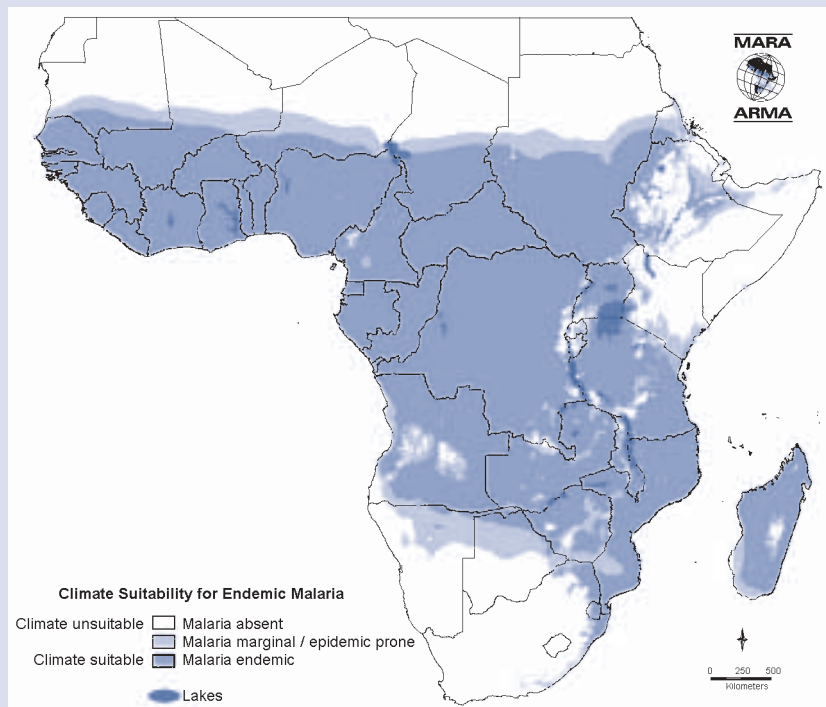 MARA
ARMA
Climate Suitability for Endemic Malaria
Climate unsuitable Malaria absent
Malaria marginal / epidemic prone
Climate suitable Malaria endemic
Lakes
0 250 500
Kilometers